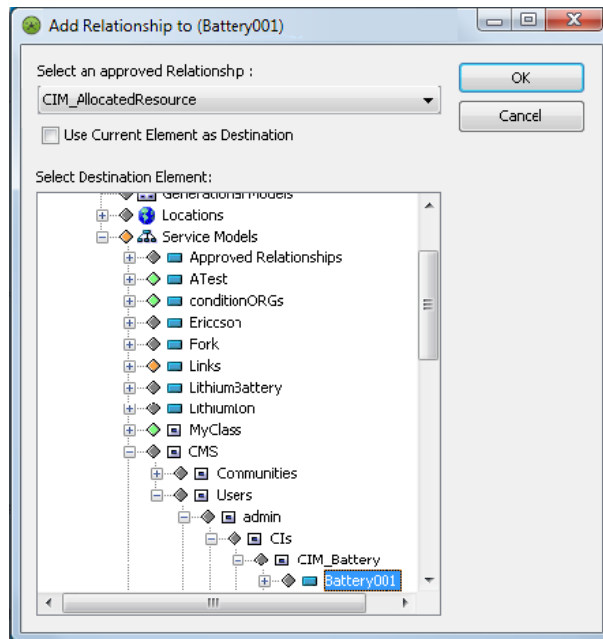 Add Relationship to (Battery001)
Select an approved Relationshp :
OK
CIM_AllocatedResource
Cancel
Use Current Element as Destination
Select Destination Element:
Generational Models
Locations
Service Models
Approved Relationships
ATest
conditionORGs
Ericcson
Fork
Links
LithiumBattery
LithiumIon
MyClass
CMS
Communities
Users
admin
CIs
CIM_Battery
Battery001